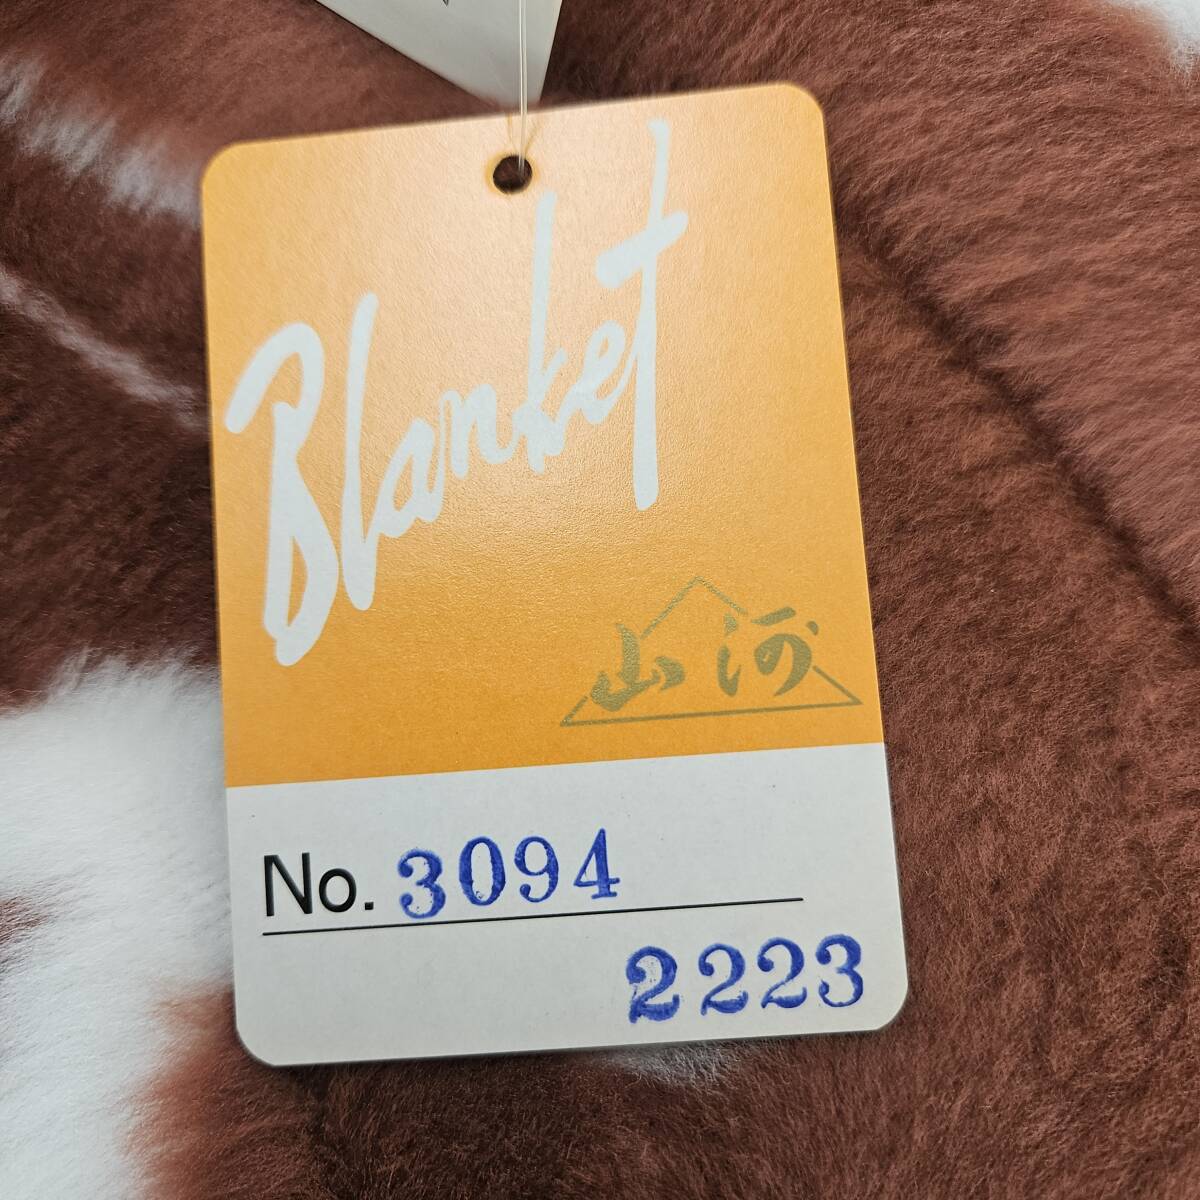 Blanket
山河
No. 3094
2223